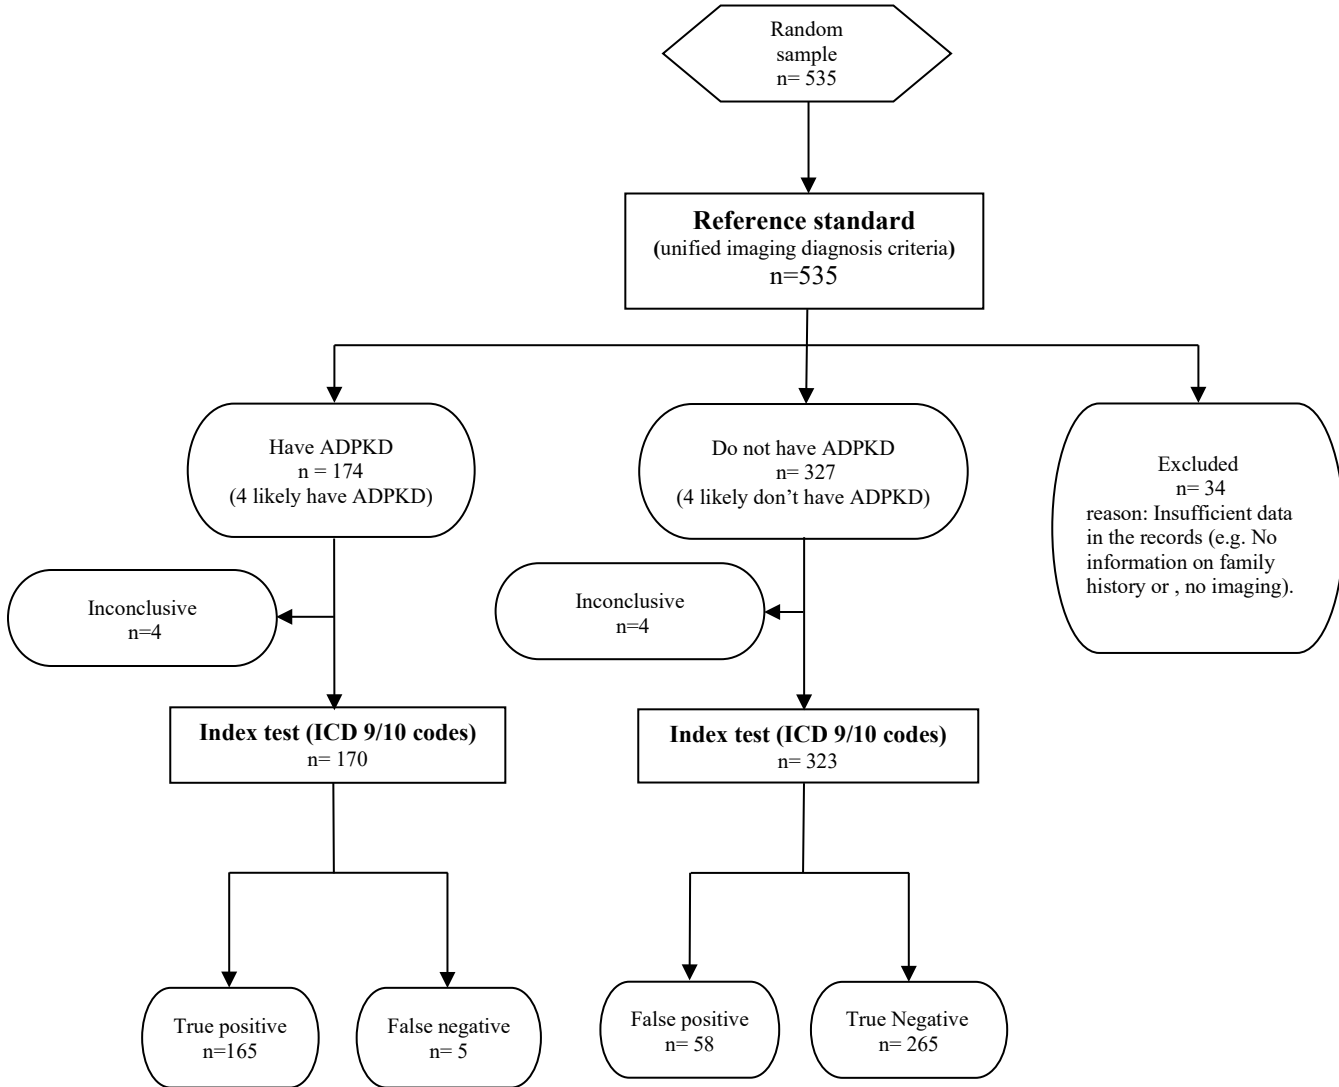 Random
sample
n= 535
Reference standard
(unified imaging diagnosis criteria)
n=535
Have ADPKD
n = 174
(4 likely have ADPKD)
Do not have ADPKD
n= 327
(4 likely don’t have ADPKD)
Excluded
n= 34
reason: Insufficient data
in the records (e.g. No
information on family
history or , no imaging).
Inconclusive
n=4
Inconclusive
n=4
Index test (ICD 9/10 codes)
n= 170
Index test (ICD 9/10 codes)
n= 323
True positive
n=165
False negative
n= 5
False positive
n= 58
True Negative
n= 265